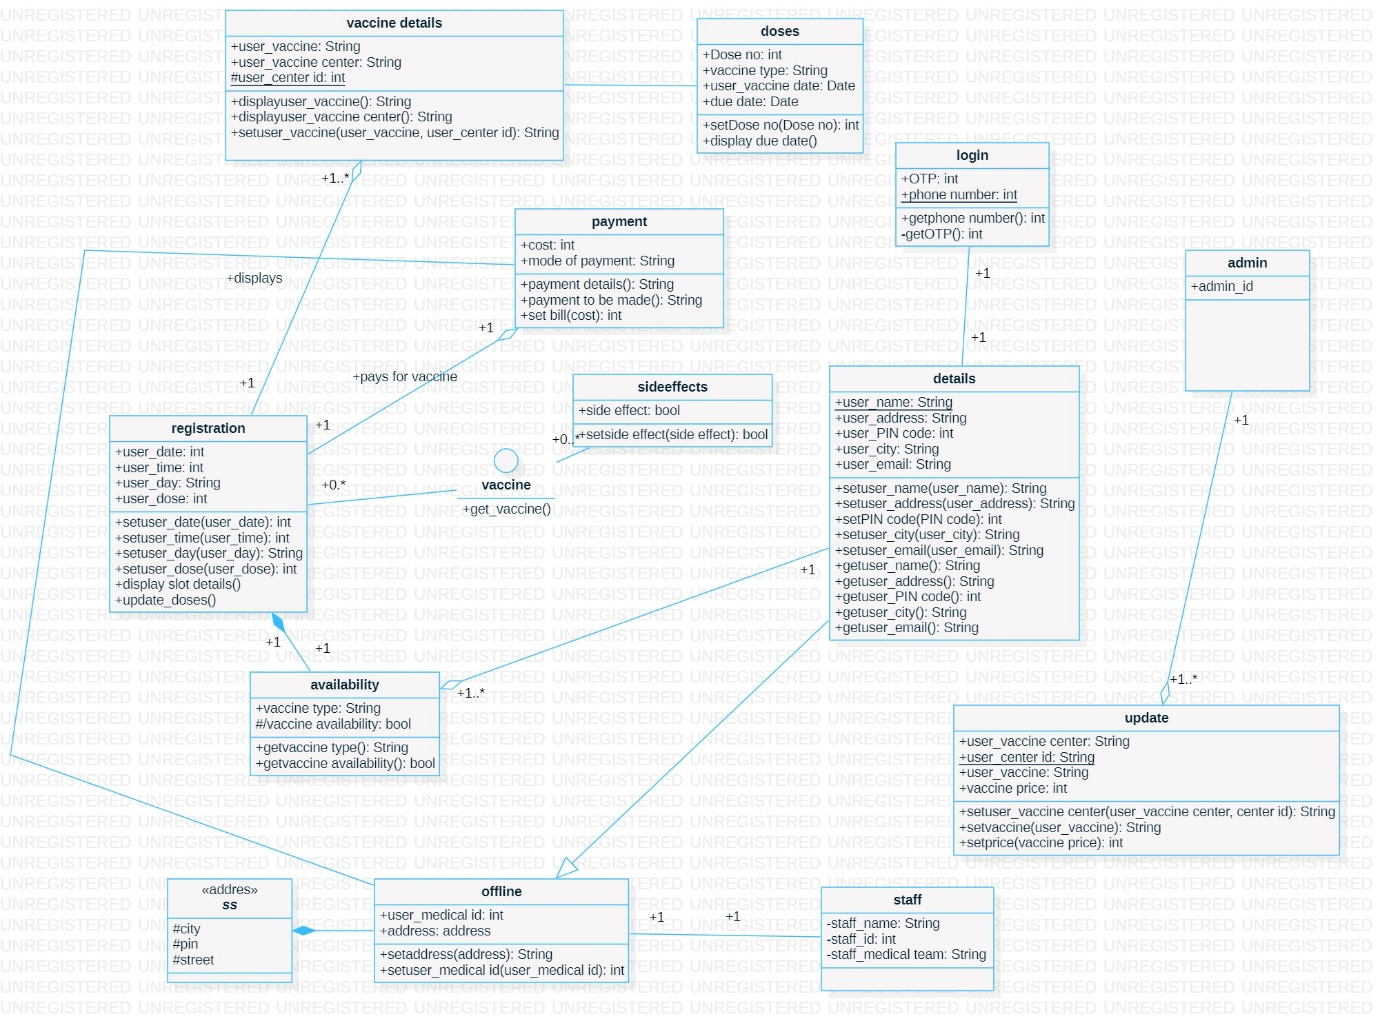 vaccine details
+user_vaccine: String
+user_vaccine center: String
#user_center id: int
+displayuser_vaccine(): String
+displayuser_vaccine center(): String
+setuser_vaccine(user_vaccine, user_center id): String
doses
+Dose no: int
+vaccine type: String
+user_vaccine date: Date
+due date: Date
+setDose no(Dose no): int
+display due date()
login
+OTP: int
+phone number: int
+getphone number(): int
-getOTP(): int
+1..*
payment
+cost: int
+mode of payment: String
+payment details(): String
+payment to be made(): String
+set bill(cost): int
admin
+admin_id
+displays
+1
+1
+1
+pays for vaccine
+1
+1
sideeffects
+side effect: bool
+setside effect(side effect): bool
+0..*
details
+user_name: String
+user_address: String
+user_PIN code: int
+user_city: String
+user_email: String
+setuser_name(user_name): String
+setuser_address(user_address): String
+setPIN code(PIN code): int
+setuser_city(user_city): String
+setuser_email(user_email): String
+getuser_name(): String
+getuser_address(): String
+getuser_PIN code(): int
+getuser_city(): String
+getuser_email(): String
+1
registration
+user_date: int
+user_time: int
+user_day: String
+user_dose: int
+setuser_date(user_date): int
+setuser_time(user_time): int
+setuser_day(user_day): String
+setuser_dose(user_dose): int
+display slot details()
+update_doses()
+0.*
vaccine
+get_vaccine()
+1
+1
+1
availability
+vaccine type: String
#/vaccine availability: bool
+getvaccine type(): String
+getvaccine availability(): bool
+1..*
+1..*
update
+user_vaccine center: String
+user_center id: String
+user_vaccine: String
+vaccine price: int
+setuser_vaccine center(user_vaccine center, center id): String
+setvaccine(user_vaccine): String
+setprice(vaccine price): int
«addres»
ss
#city
#pin
#street
offline
+user_medical id: int
+address: address
+setaddress(address): String
+setuser_medical id(user_medical id): int
+1
+1
staff
-staff_name: String
-staff_id: int
-staff_medical team: String
UNREGISTERED